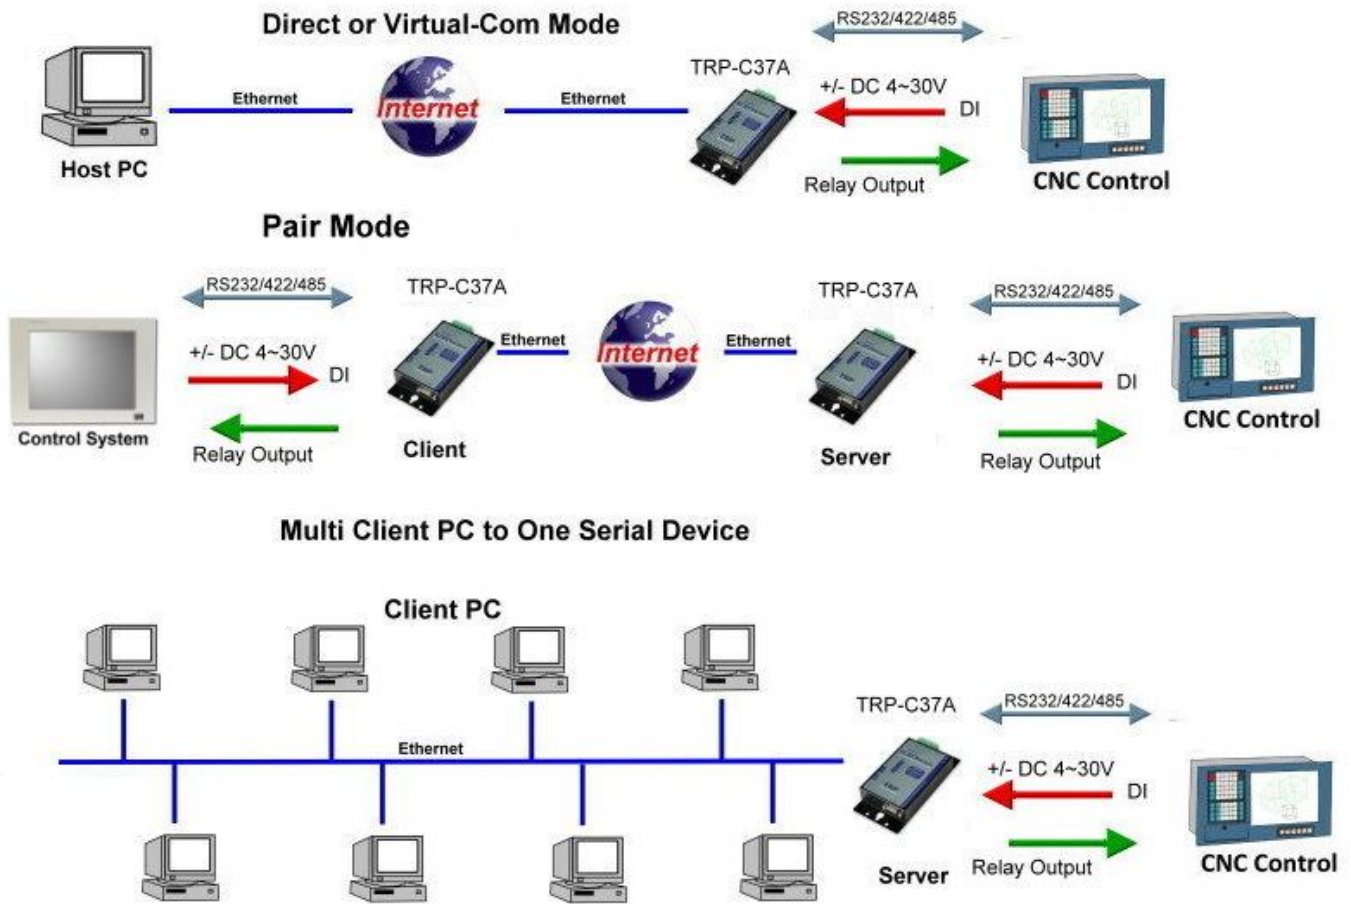 Direct or Virtual-Com Mode
RS232/422/485
TRP-C37A
+/- DC 4~30V
DI
Ethernet
Internet
Ethernet
Host PC
Relay Output
CNC Control
Pair Mode
RS232/422/485
TRP-C37A
TRP-C37A
RS232/422/485
+/- DC 4~30V
DI
Ethernet
Internet
Ethernet
+/- DC 4~30V
DI
Control System
Relay Output
Client
Server
Relay Output
CNC Control
Multi Client PC to One Serial Device
Client PC
TRP-C37A
RS232/422/485
Ethernet
+/- DC 4~30V
DI
Server
Relay Output
CNC Control